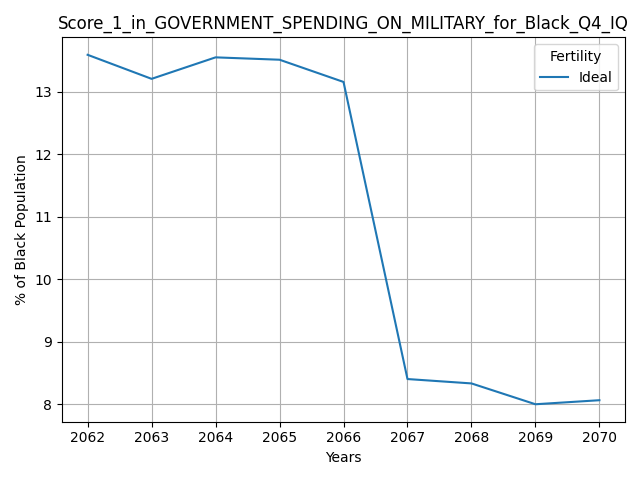 Score_1_in_GOVERNMENT_SPENDING_ON_MILITARY_for_Black_Q4_IQ
Fertility
Ideal
% of Black Population
13
12
11
10
9
8
2062 2063 2064 2065 2066 2067 2068 2069 2070
Years